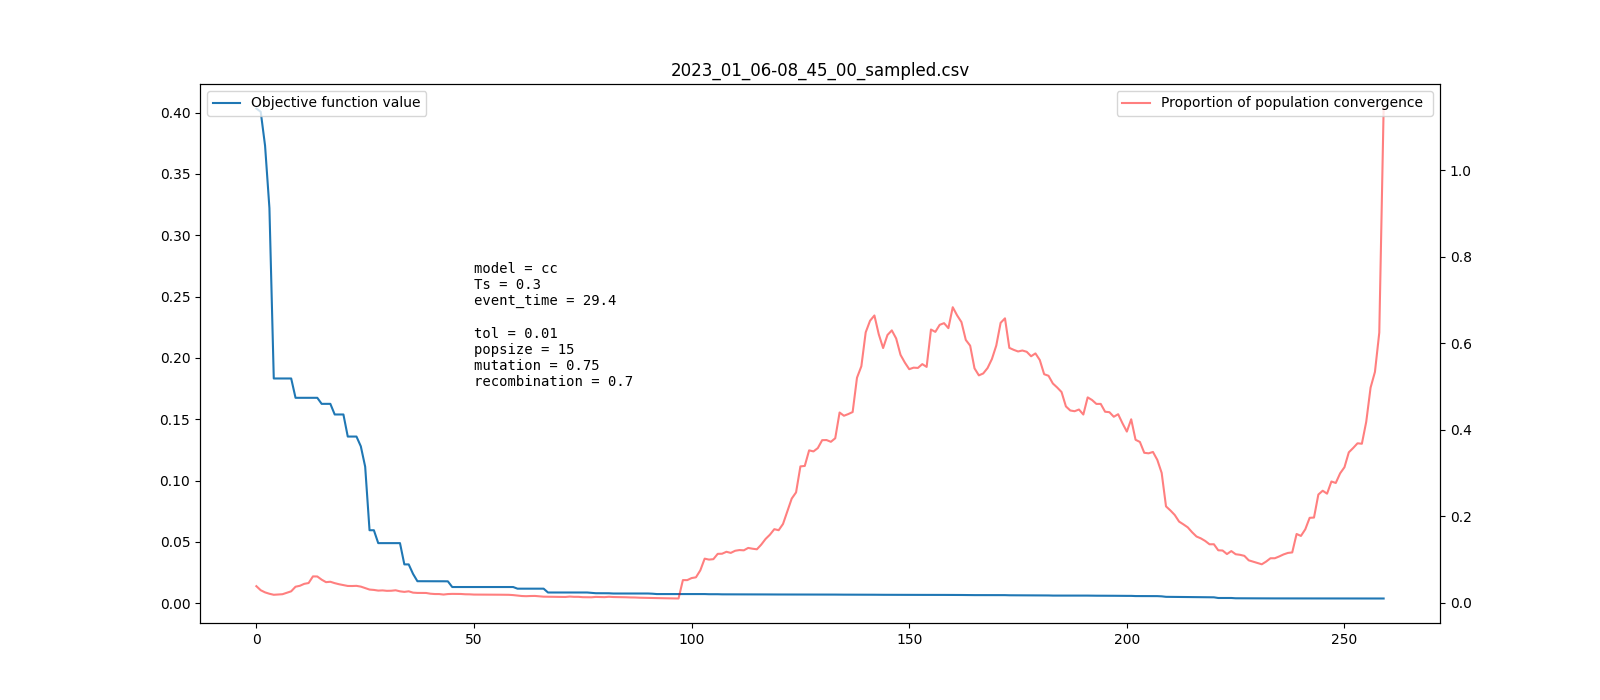 2023_01_06-08_45_00_sampled.csv
Objective function value
Proportion of population convergence
0.40
0.35
0.30
0.25
0.20
0.15
0.10
0.05
0.00
model = cc
Ts = 0.3
event_time = 29.4
tol = 0.01
popsize = 15
mutation = 0.75
recombination = 0.7
1.0
0.8
0.6
0.4
0.2
0.0
0
50
100
150
200
250